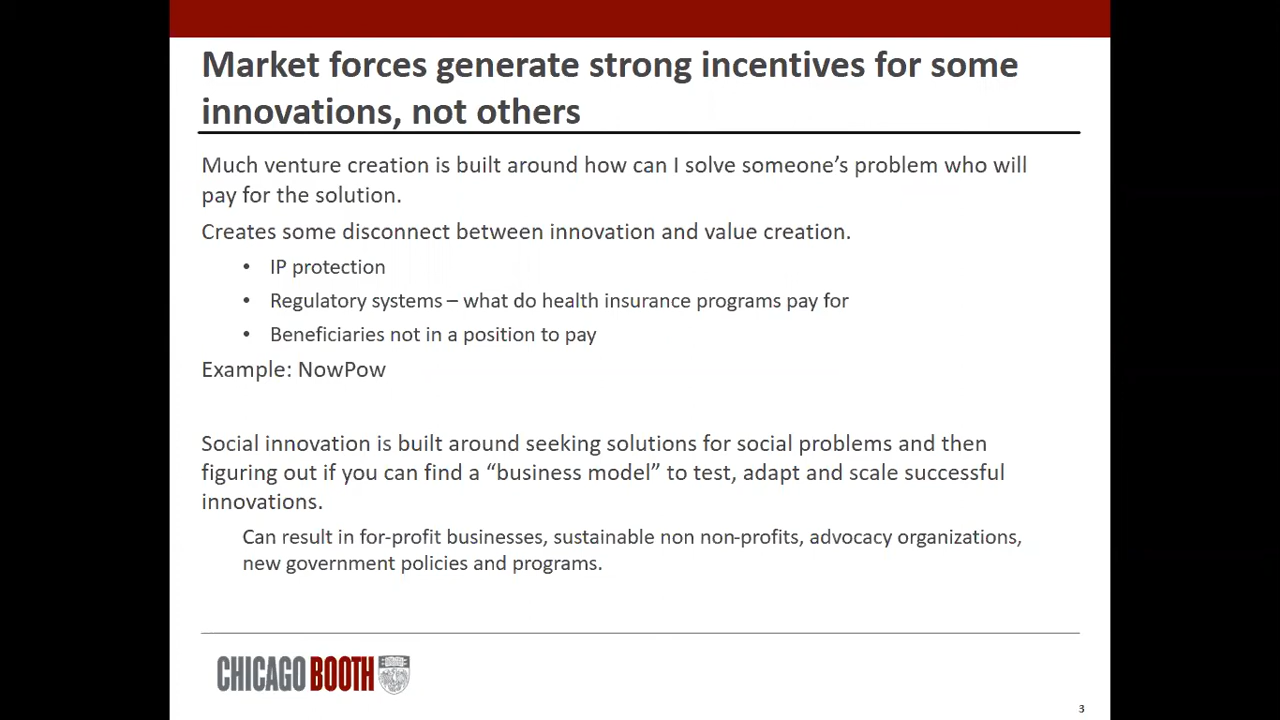 Market forces generate strong incentives for some
innovations, not others
Much venture creation is built around how can I solve someone’s problem who will
pay for the solution.
Creates some disconnect between innovation and value creation.
• IP protection
• Regulatory systems – what do health insurance programs pay for
• Beneficiaries not in a position to pay
Example: NowPow
Social innovation is built around seeking solutions for social problems and then
figuring out if you can find a “business model” to test, adapt and scale successful
innovations.
Can result in for-profit businesses, sustainable non non-profits, advocacy organizations,
new government policies and programs.
CHICAGO BOOTH
3